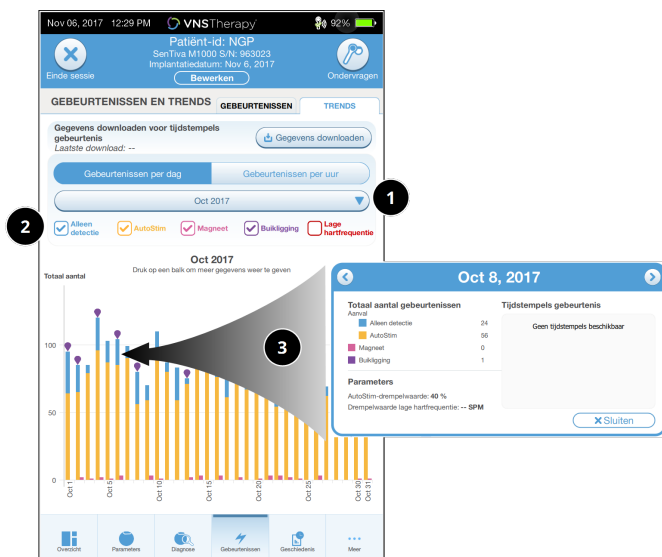 Nov 06, 2017 12:29 PM VNSTherapy 92%
Patiënt-id: NGP
SenTiva M1000 S/N: 963023
Implantatiedatum: Nov 6, 2017
Einde sessie Bewerken Ondervragen
GEBEURTENISSEN EN TRENDS GEBEURTENISSEN TRENDS
Gegevens downloaden voor tijdstempels
gebeurtenis
Laatste download: --
Gegevens downloaden
Gebeurtenissen per dag Gebeurtenissen per uur
Oct 2017
1
2
Alleen
detectie
AutoStim
Magneet
Buikligging
Lage
hartfrequentie
Oct 2017
Druk op een balk om meer gegevens weer te geven
Totaal aantal
100
50
0
Oct 1
Oct 5
Oct 10
Oct 15
Oct 20
Oct 25
Oct 30
Oct 31
3
Oct 8, 2017
Totaal aantal gebeurtenissen
Aanval
Alleen detectie 24
AutoStim 56
Magneet 0
Buikligging 1
Parameters
AutoStim-drempelwaarde: 40 %
Drempelwaarde lage hartfrequentie: -- SPM
Tijdstempels gebeurtenis
Geen tijdstempels beschikbaar
Sluiten
Overzicht Parameters Diagnose Gebeurtenissen Geschiedenis Meer